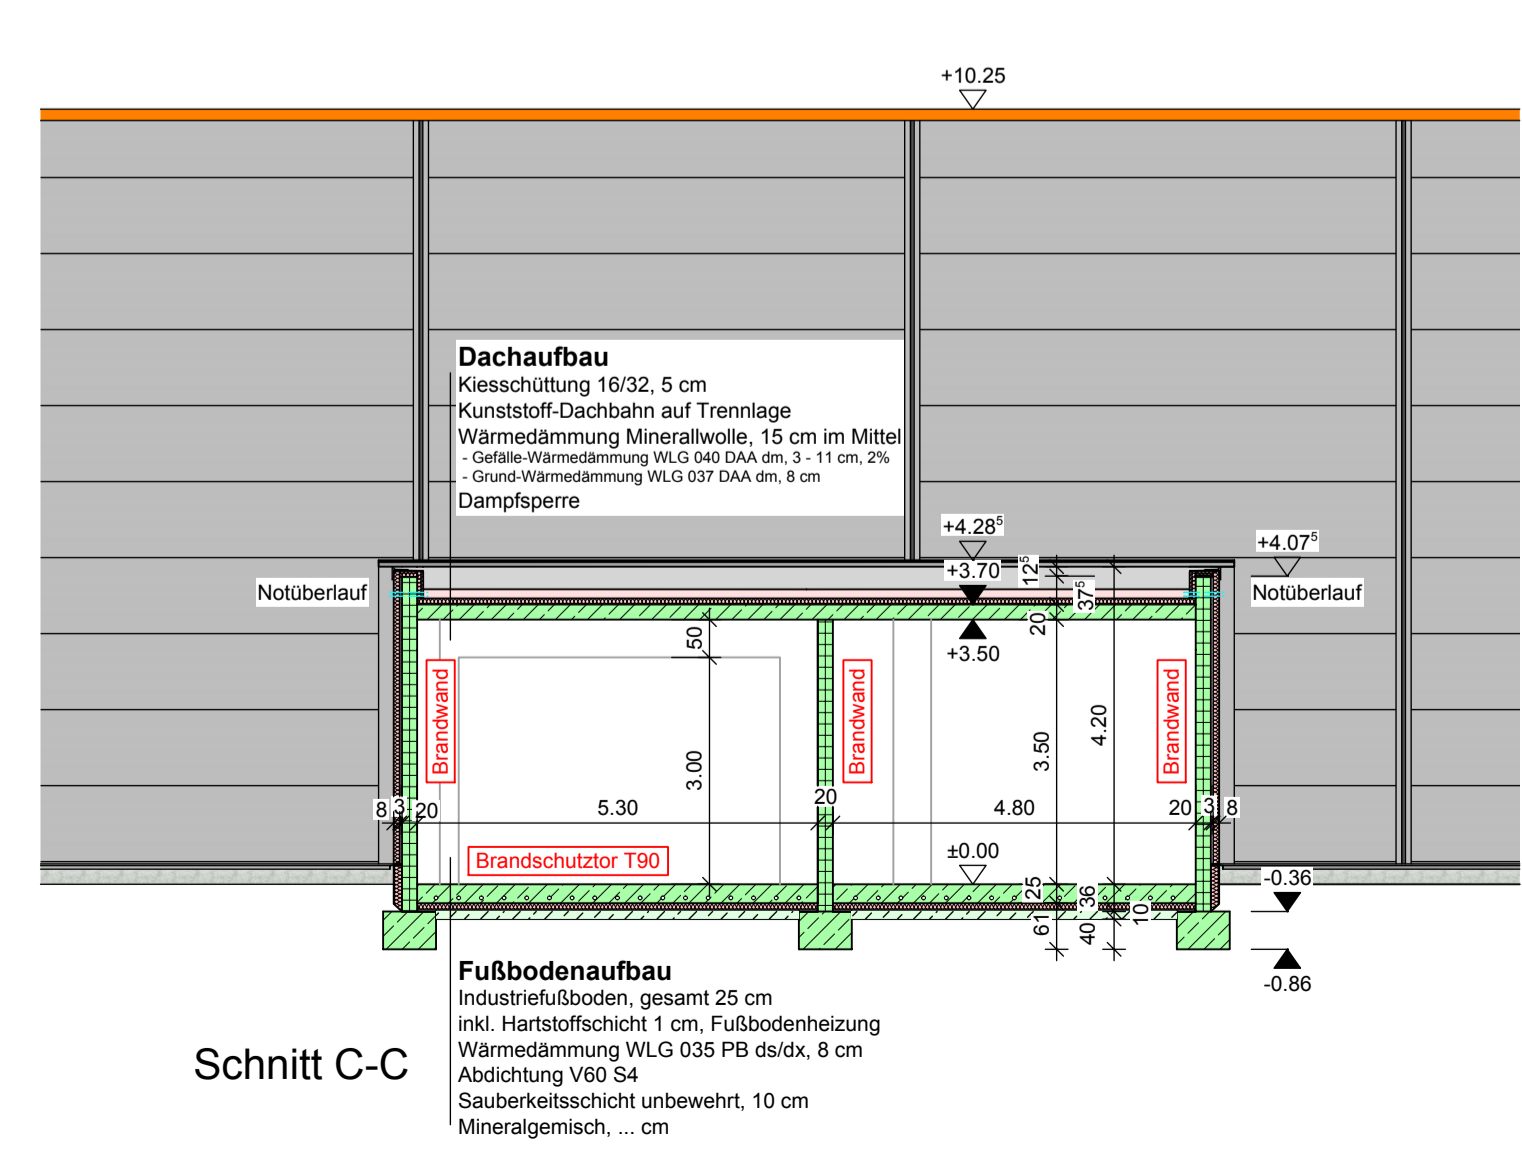 +10.25
Dachaufbau
Kiesschüttung 16/32, 5 cm
Kunststoff-Dachbahn auf Trennlage
Wärmedämmung Minerallwolle, 15 cm im Mittel
- Gefälle-Wärmedämmung WLG 040 DAA dm, 3 - 11 cm, 2%
- Grund-Wärmedämmung WLG 037 DAA dm, 8 cm
Dampfsperre
+4.28⁵
+4.07⁵
+3.70
12⁵
37⁵
Notüberlauf
Notüberlauf
20
50
+3.50
Brandwand
Brandwand
Brandwand
3.00
3.50
4.20
8
3
20
5.30
20
4.80
20
3
8
Brandschutztor T90
±0.00
-0.36
25
36
61
40
10
-0.86
Fußbodenaufbau
Industriefußboden, gesamt 25 cm
inkl. Hartstoffschicht 1 cm, Fußbodenheizung
Wärmedämmung WLG 035 PB ds/dx, 8 cm
Abdichtung V60 S4
Sauberkeitsschicht unbewehrt, 10 cm
Mineralgemisch, ... cm
Schnitt C-C